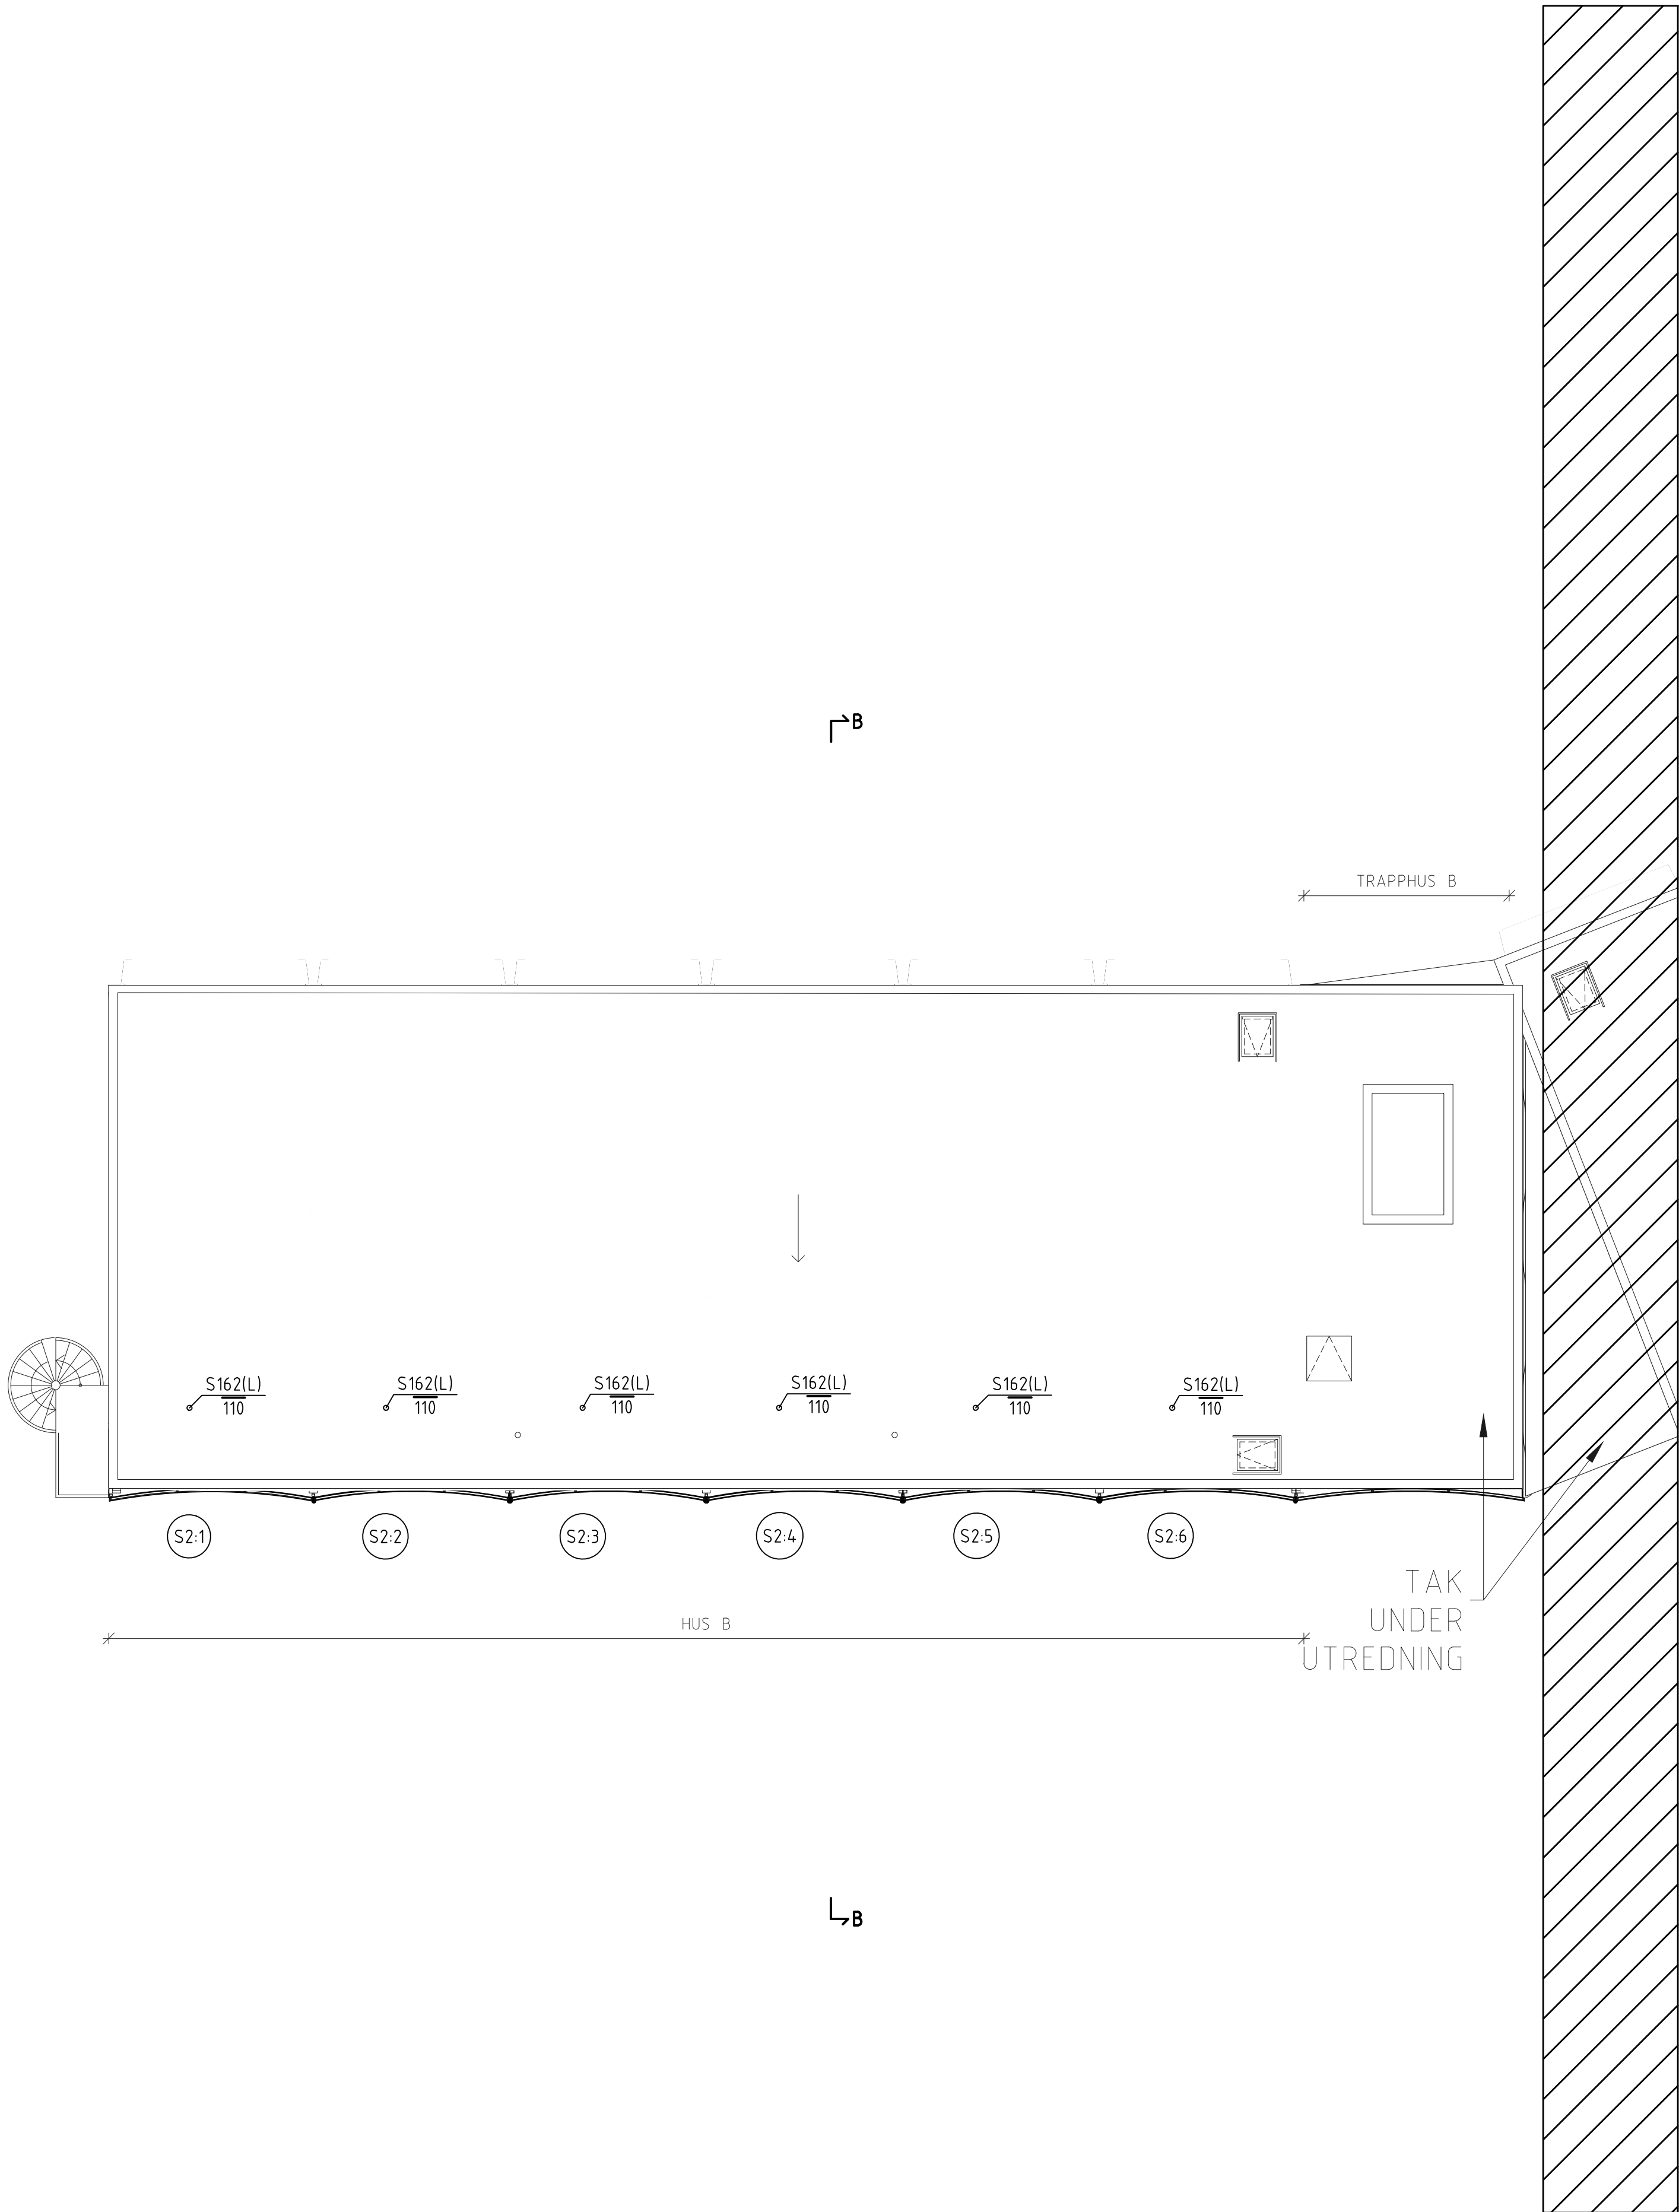 B
TRAPPHUS B
S162(L)
110
S162(L)
110
S162(L)
110
S162(L)
110
S162(L)
110
S162(L)
110
S2:1
S2:2
S2:3
S2:4
S2:5
S2:6
TAK
UNDER
UTREDNING
HUS B
B